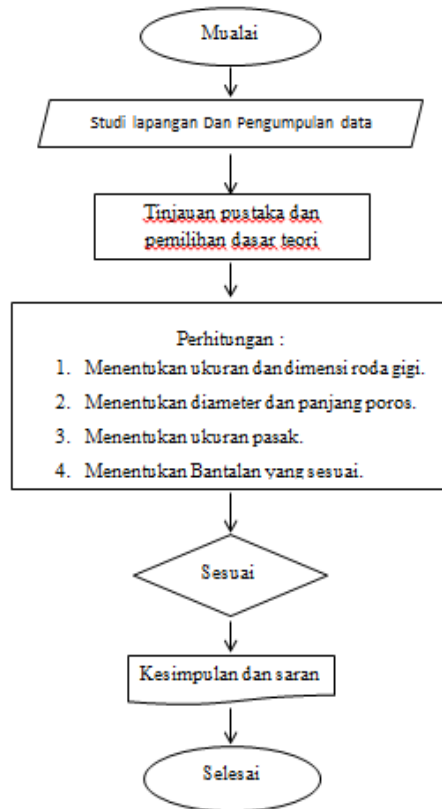 Mualai
Studi lapangan Dan Pengumpulan data
Tinjauan pustaka dan
pemilihan dasar teori
Perhitungan :
1. Menentukan ukuran dan dimensi roda gigi.
2. Menentukan diameter dan panjang poros.
3. Menentukan ukuran pasak.
4. Menentukan Bantalan yang sesuai.
Sesuai
Kesimpulan dan saran
Selesai